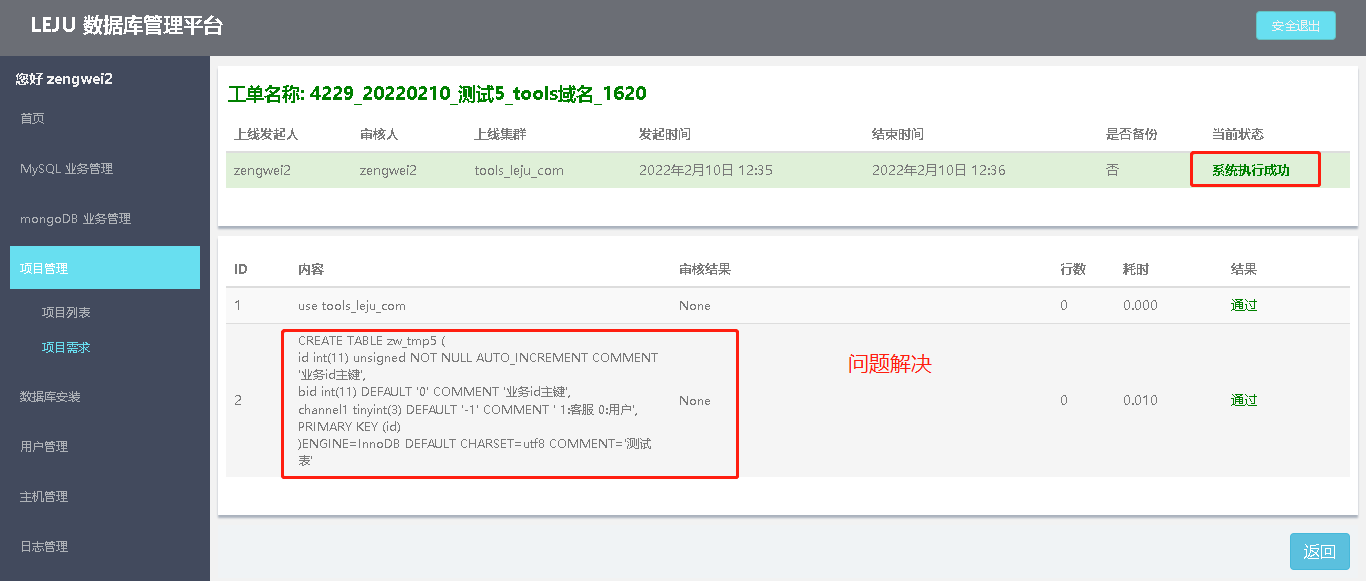 LEJU 数据库管理平台
安全退出
您好 zengwei2
首页
MySQL 业务管理
mongoDB 业务管理
项目管理
项目列表
项目需求
数据库安装
用户管理
主机管理
日志管理
工单名称: 4229_20220210_测试5_tools域名_1620
上线发起人 审核人 上线集群 发起时间 结束时间 是否备份 当前状态
zengwei2 zengwei2 tools_leju_com 2022年2月10日 12:35 2022年2月10日 12:36 否 系统执行成功
ID 内容 审核结果 行数 耗时 结果
1 use tools_leju_com None 0 0.000 通过
CREATE TABLE zw_tmp5 (
id int(11) unsigned NOT NULL AUTO_INCREMENT COMMENT
'业务id主键',
bid int(11) DEFAULT '0' COMMENT '业务id主键',
2 channel1 tinyint(3) DEFAULT '-1' COMMENT ' 1:客服 0:用户', None 0 0.010 通过
PRIMARY KEY (id)
)ENGINE=InnoDB DEFAULT CHARSET=utf8 COMMENT='测试
表'
问题解决
返回